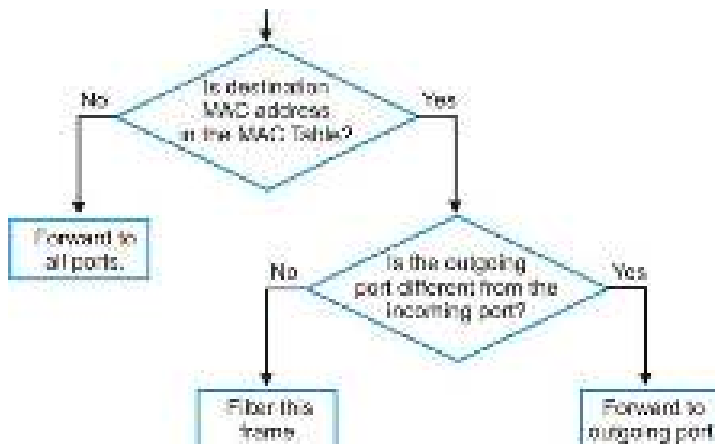 Is destination
MAC address
in the MAC Table?
No
Yes
Forward to
all ports.
Is the outgoing
port different from the
incoming port?
No
Yes
Filter this
frame
Forward to
outgoing port